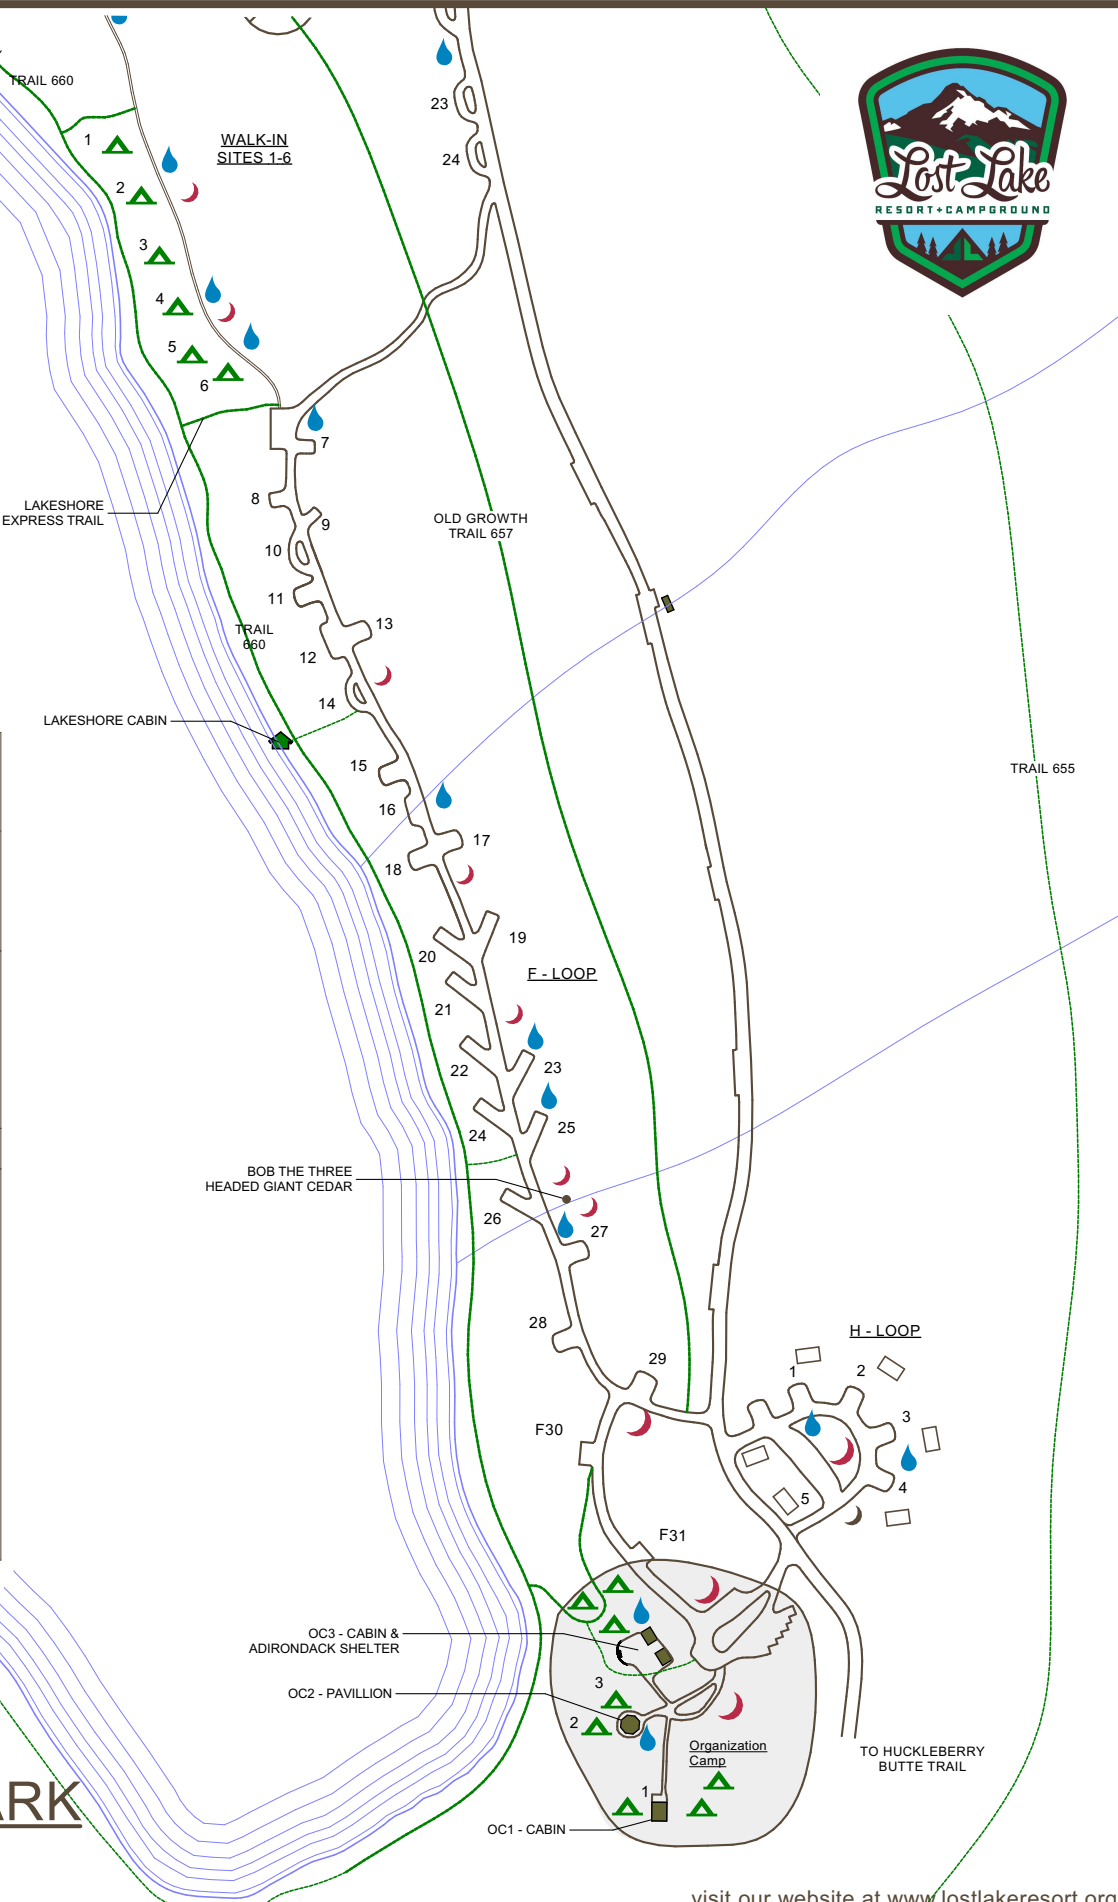 TRAIL 660
1
WALK-IN
SITES 1-6
2
3
4
5
6
23
24
Lost Lake
RESORT+CAMPGROUND
7
8
LAKESHORE
EXPRESS TRAIL
9
OLD GROWTH
TRAIL 657
10
11
13
TRAIL
660
12
14
LAKESHORE CABIN
15
TRAIL 655
16
17
18
19
20
F - LOOP
21
22
23
24
25
BOB THE THREE
HEADED GIANT CEDAR
26
27
28
H - LOOP
29
1
2
3
F30
4
5
F31
OC3 - CABIN &
ADIRONDACK SHELTER
3
OC2 - PAVILLION
2
Organization
Camp
TO HUCKLEBERRY
BUTTE TRAIL
1
ARK
OC1 - CABIN
visit our website at www.lostlakeresort.org